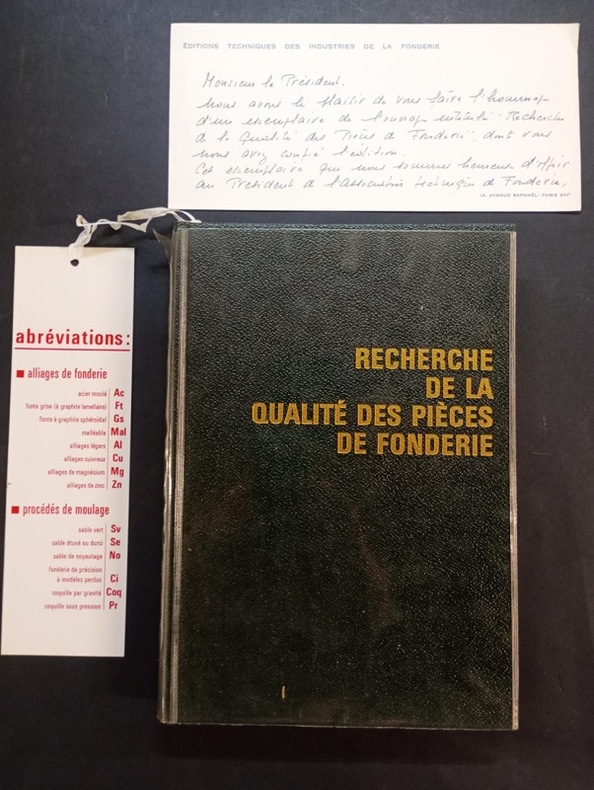 ÉDITIONS TECHNIQUES DES INDUSTRIES DE LA FONDERIE
Monsieur le Président,
Nous avons le plaisir de vous faire l'hommage
d'un exemplaire de l'ouvrage intitulé "Recherche
de la Qualité des Pièces de Fonderie", dont vous
nous avez confié l'édition.
Cet exemplaire que nous sommes heureux d'offrir
au Président de l'Association technique de Fonderie,
12, AVENUE RAPHAËL - PARIS XVIᵉ
abréviations:
■ alliages de fonderie
acier moulé Ac
fonte grise (à graphite lamellaire) Ft
fonte à graphite sphéroïdal Gs
malléable Mal
alliages légers Al
alliages cuivreux Cu
alliages de magnésium Mg
alliages de zinc Zn
■ procédés de moulage
sable vert Sv
sable étuvé ou durci Se
sable de noyautage No
fonderie de précision
à modèles perdus Ci
coquille par gravité Coq
coquille sous pression Pr
RECHERCHE
DE LA
QUALITÉ DES PIÈCES
DE FONDERIE